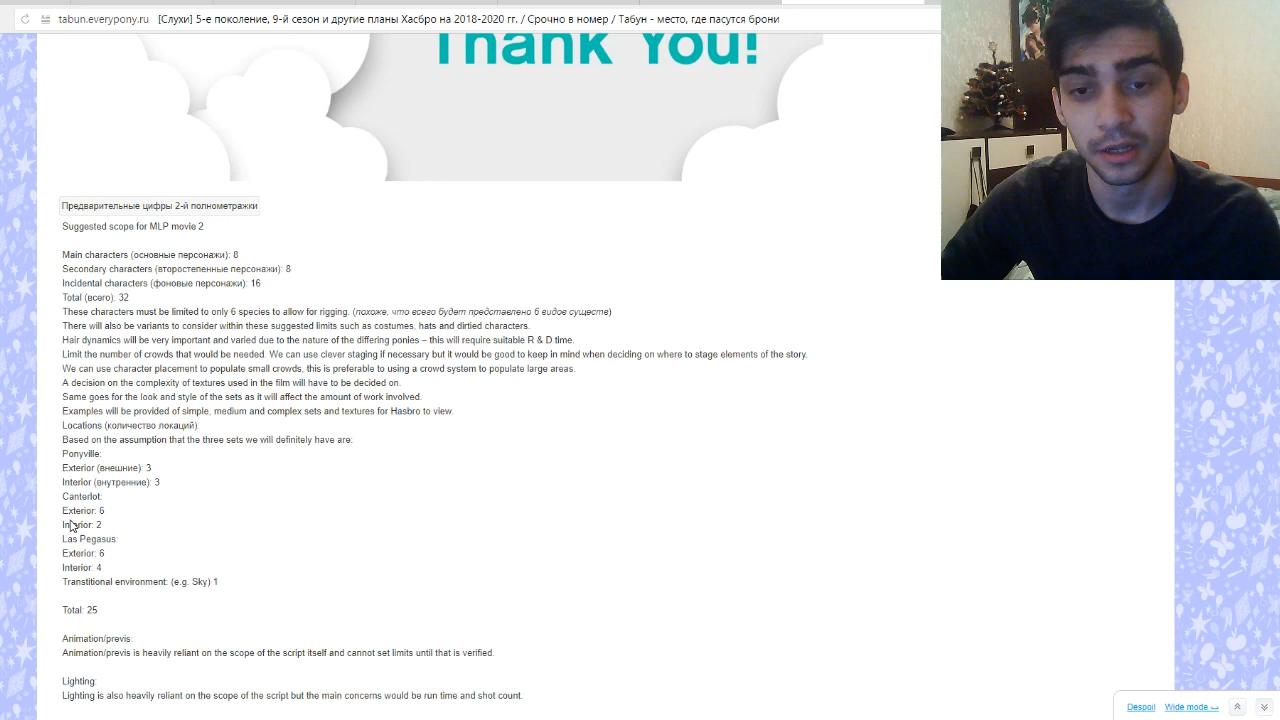 tabun.everypony.ru [Слухи] 5-е поколение, 9-й сезон и другие планы Хасбро на 2018-2020 гг. / Срочно в номер / Табун - место, где пасутся брони
Thank You!
Предварительные цифры 2-й полнометражки
Suggested scope for MLP movie 2
Main characters (основные персонажи): 8
Secondary characters (второстепенные персонажи): 8
Incidental characters (фоновые персонажи): 16
Total (всего): 32
These characters must be limited to only 6 species to allow for rigging. (похоже, что всего будет представлено 6 видов существ)
There will also be variants to consider within these suggested limits such as costumes, hats and dirtied characters.
Hair dynamics will be very important and varied due to the nature of the differing ponies – this will require suitable R & D time.
Limit the number of crowds that would be needed. We can use clever staging if necessary but it would be good to keep in mind when deciding on where to stage elements of the story.
We can use character placement to populate small crowds, this is preferable to using a crowd system to populate large areas.
A decision on the complexity of textures used in the film will have to be decided on.
Same goes for the look and style of the sets as it will affect the amount of work involved.
Examples will be provided of simple, medium and complex sets and textures for Hasbro to view.
Locations (количество локаций):
Based on the assumption that the three sets we will definitely have are:
Ponyville:
Exterior (внешние): 3
Interior (внутренние): 3
Canterlot:
Exterior: 6
Interior: 2
Las Pegasus:
Exterior: 6
Interior: 4
Transtitional environment: (e.g. Sky) 1
Total: 25
Animation/previs:
Animation/previs is heavily reliant on the scope of the script itself and cannot set limits until that is verified.
Lighting:
Lighting is also heavily reliant on the scope of the script but the main concerns would be run time and shot count.
Despoil Wide mode